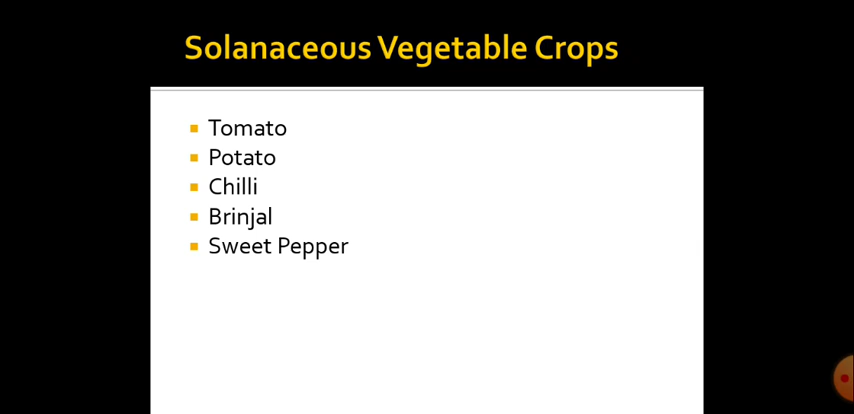 Solanaceous Vegetable Crops
Tomato
Potato
Chilli
Brinjal
Sweet Pepper